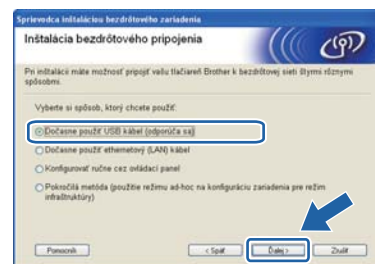 Sprievodca inštaláciou bezdrôtového zariadenia
Inštalácia bezdrôtového pripojenia
Pri inštalácii máte možnosť pripojiť vašu tlačiareň Brother k bezdrôtovej sieti štyrmi rôznymi
spôsobmi.
Vyberte si spôsob, ktorý chcete použiť:
Dočasne použiť USB kábel (odporúča sa)
Dočasne použiť ethernetový (LAN) kábel
Konfigurovať ručne cez ovládací panel
Pokročilá metóda (použitie režimu ad-hoc na konfiguráciu zariadenia pre režim
infraštruktúry)
Pomocník
< Späť
Ďalej >
Zrušiť